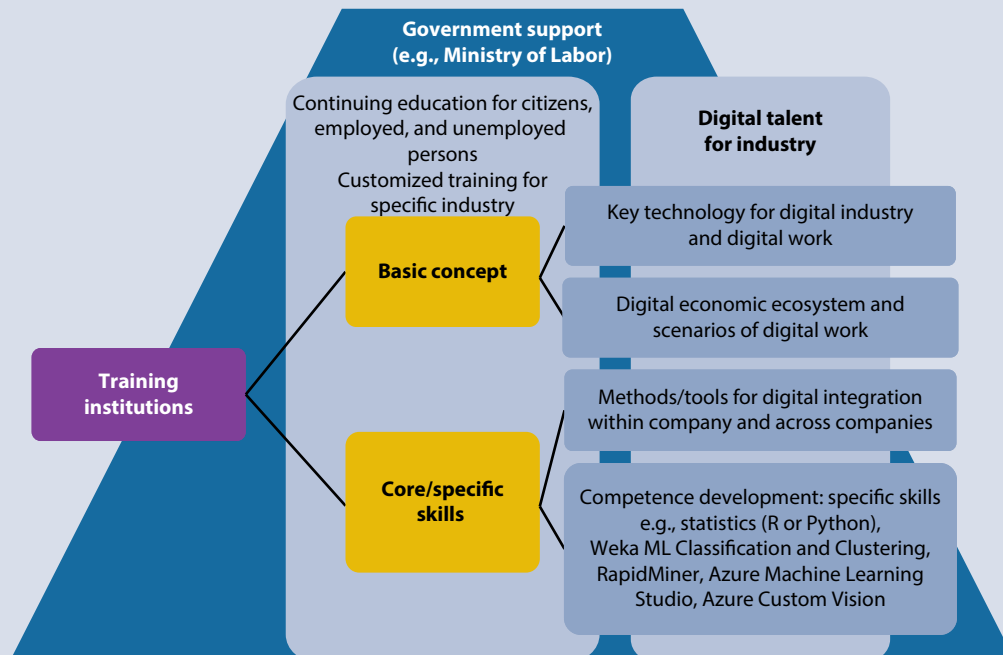 Government support
(e.g., Ministry of Labor)
Continuing education for citizens,
employed, and unemployed
persons
Customized training for
specific industry
Digital talent
for industry
Basic concept
Key technology for digital industry
and digital work
Digital economic ecosystem and
scenarios of digital work
Training
institutions
Core/specific
skills
Methods/tools for digital integration
within company and across companies
Competence development: specific skills
e.g., statistics (R or Python),
Weka ML Classification and Clustering,
RapidMiner, Azure Machine Learning
Studio, Azure Custom Vision